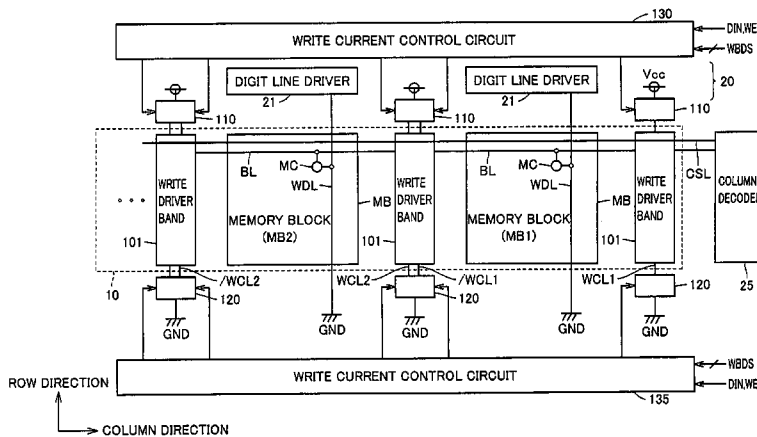 130
WRITE CURRENT CONTROL CIRCUIT
DIN,WE
WBDS
20
DIGIT LINE DRIVER
21
DIGIT LINE DRIVER
21
Vcc
110
110
110
BL
MC
WDL
BL
MC
WDL
CSL
WRITE DRIVER BAND
101
MEMORY BLOCK
(MB2)
MB
WRITE DRIVER BAND
101
MEMORY BLOCK
(MB1)
MB
WRITE DRIVER BAND
101
COLUMN DECODER
25
10
/WCL2
WCL2
/WCL1
WCL1
120
120
120
GND
GND
GND
GND
GND
WRITE CURRENT CONTROL CIRCUIT
135
WBDS
DIN,WE
ROW DIRECTION
COLUMN DIRECTION